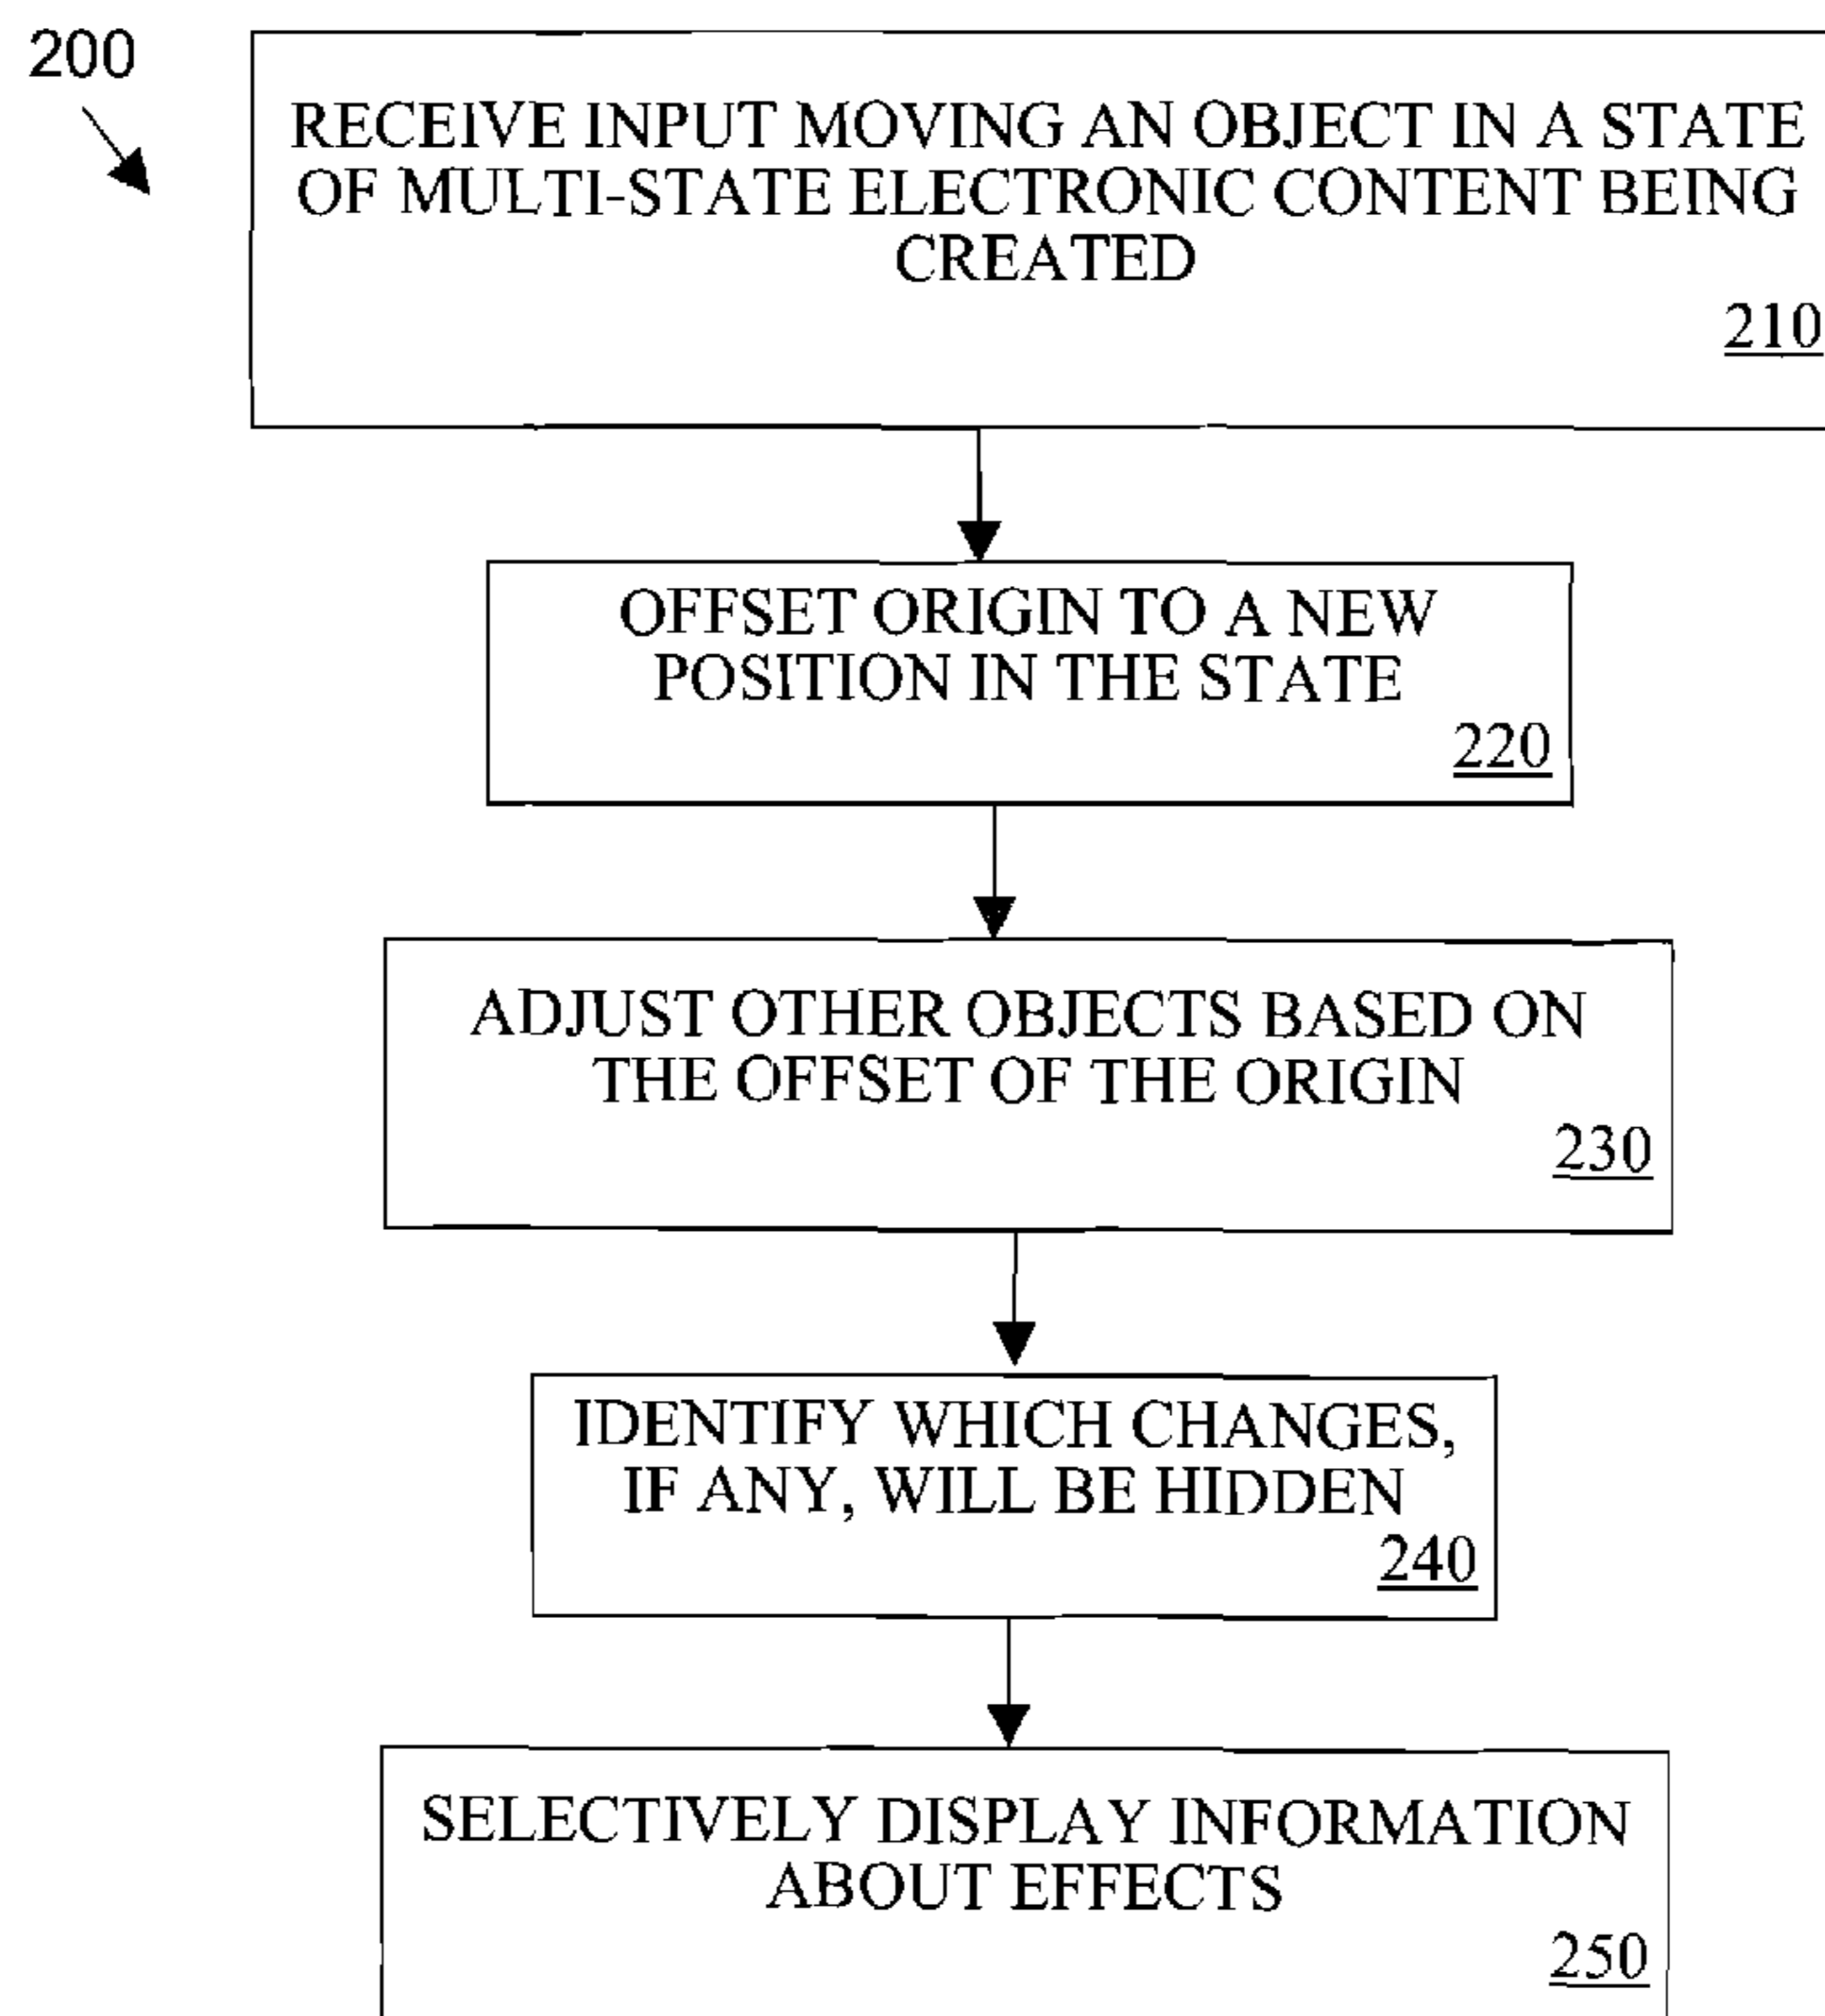 200
RECEIVE INPUT MOVING AN OBJECT IN A STATE
OF MULTI-STATE ELECTRONIC CONTENT BEING
CREATED
210
OFFSET ORIGIN TO A NEW
POSITION IN THE STATE
220
ADJUST OTHER OBJECTS BASED ON
THE OFFSET OF THE ORIGIN
230
IDENTIFY WHICH CHANGES,
IF ANY, WILL BE HIDDEN
240
SELECTIVELY DISPLAY INFORMATION
ABOUT EFFECTS
250